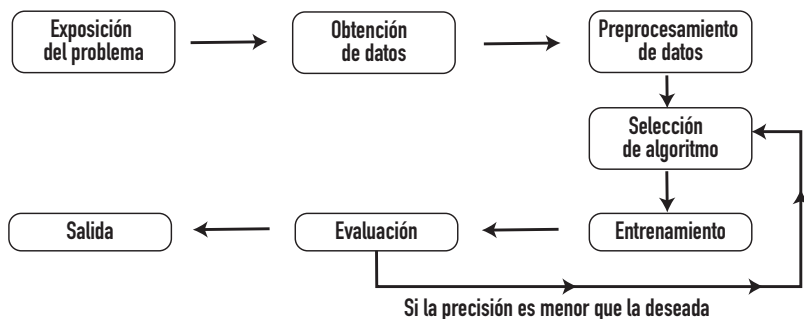 Exposición
del problema
Obtención
de datos
Preprocesamiento
de datos
Selección
de algoritmo
Entrenamiento
Evaluación
Salida
Si la precisión es menor que la deseada